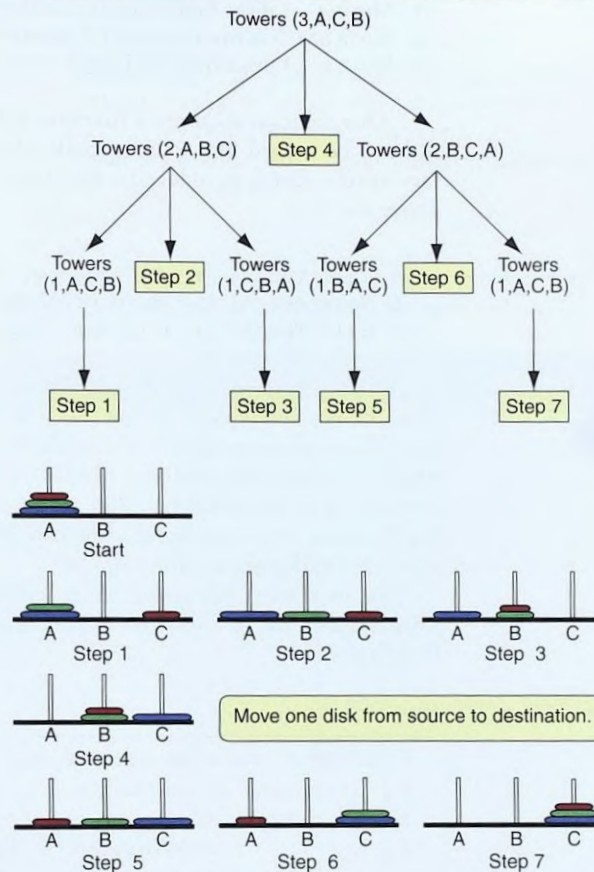 Towers (3,A,C,B)
Towers (2,A,B,C)
Step 4
Towers (2,B,C,A)
Towers
(1,A,C,B)
Step 2
Towers
(1,C,B,A)
Towers
(1,B,A,C)
Step 6
Towers
(1,A,C,B)
Step 1
Step 3
Step 5
Step 7
A B C
Start
A B C
Step 1
A B C
Step 2
A B C
Step 3
A B C
Step 4
Move one disk from source to destination.
A B C
Step 5
A B C
Step 6
A B C
Step 7